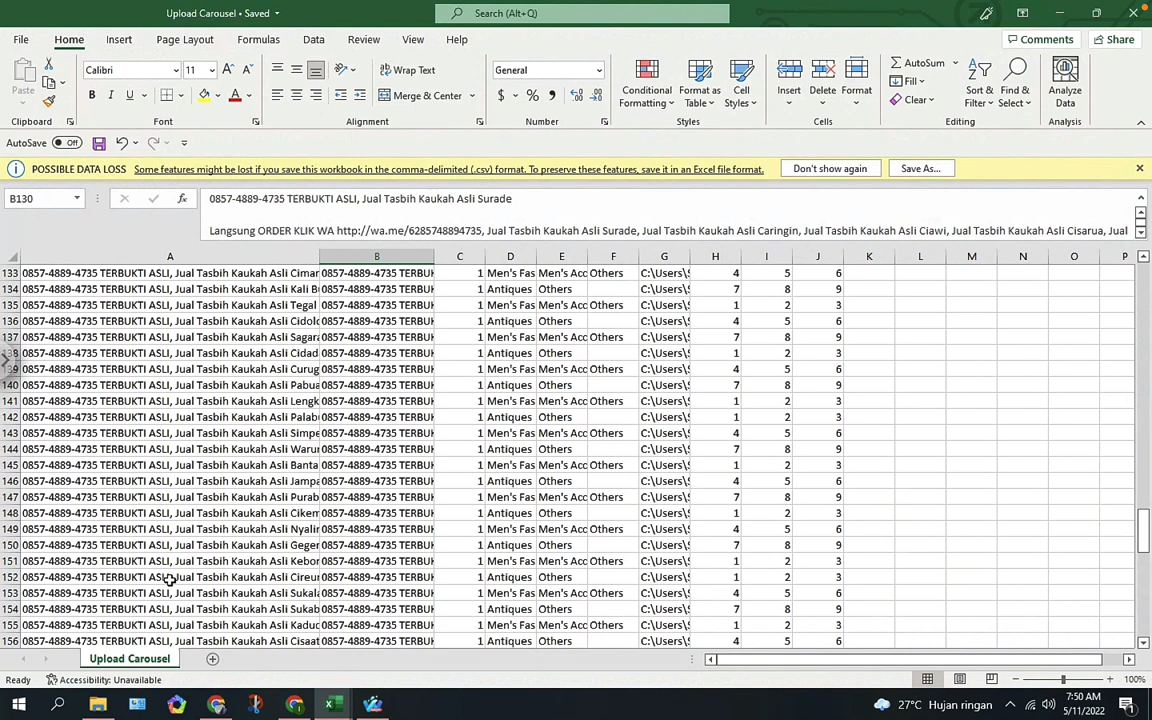 Upload Carousel • Saved
Search (Alt+Q)
File Home Insert Page Layout Formulas Data Review View Help Comments Share
Paste Calibri 11 Wrap Text General Conditional Formatting Format as Table Cell Styles Insert Delete Format AutoSum Sort & Filter Find & Select Analyze Data
B I U Merge & Center $ % Fill
Clear
Clipboard Font Alignment Number Styles Cells Editing Analysis
AutoSave Off
POSSIBLE DATA LOSS Some features might be lost if you save this workbook in the comma-delimited (.csv) format. To preserve these features, save it in an Excel file format. Don't show again Save As...
B130 fx 0857-4889-4735 TERBUKTI ASLI, Jual Tasbih Kaukah Asli Surade
Langsung ORDER KLIK WA http://wa.me/6285748894735, Jual Tasbih Kaukah Asli Surade, Jual Tasbih Kaukah Asli Caringin, Jual Tasbih Kaukah Asli Ciawi, Jual Tasbih Kaukah Asli Cisarua, Jual
A B C D E F G H I J K L M N O P
133 0857-4889-4735 TERBUKTI ASLI, Jual Tasbih Kaukah Asli Cimar 0857-4889-4735 TERBUK 1 Men's Fas Men's Acc Others C:\Users\S 4 5 6
134 0857-4889-4735 TERBUKTI ASLI, Jual Tasbih Kaukah Asli Kali B 0857-4889-4735 TERBUK 1 Antiques Others C:\Users\S 7 8 9
135 0857-4889-4735 TERBUKTI ASLI, Jual Tasbih Kaukah Asli Tegal 0857-4889-4735 TERBUK 1 Men's Fas Men's Acc Others C:\Users\S 1 2 3
136 0857-4889-4735 TERBUKTI ASLI, Jual Tasbih Kaukah Asli Cidolo 0857-4889-4735 TERBUK 1 Antiques Others C:\Users\S 4 5 6
137 0857-4889-4735 TERBUKTI ASLI, Jual Tasbih Kaukah Asli Sagara 0857-4889-4735 TERBUK 1 Men's Fas Men's Acc Others C:\Users\S 7 8 9
138 0857-4889-4735 TERBUKTI ASLI, Jual Tasbih Kaukah Asli Cidad 0857-4889-4735 TERBUK 1 Antiques Others C:\Users\S 1 2 3
139 0857-4889-4735 TERBUKTI ASLI, Jual Tasbih Kaukah Asli Curug 0857-4889-4735 TERBUK 1 Men's Fas Men's Acc Others C:\Users\S 4 5 6
140 0857-4889-4735 TERBUKTI ASLI, Jual Tasbih Kaukah Asli Pabua 0857-4889-4735 TERBUK 1 Antiques Others C:\Users\S 7 8 9
141 0857-4889-4735 TERBUKTI ASLI, Jual Tasbih Kaukah Asli Lengk 0857-4889-4735 TERBUK 1 Men's Fas Men's Acc Others C:\Users\S 1 2 3
142 0857-4889-4735 TERBUKTI ASLI, Jual Tasbih Kaukah Asli Palabu 0857-4889-4735 TERBUK 1 Antiques Others C:\Users\S 1 2 3
143 0857-4889-4735 TERBUKTI ASLI, Jual Tasbih Kaukah Asli Simpe 0857-4889-4735 TERBUK 1 Men's Fas Men's Acc Others C:\Users\S 4 5 6
144 0857-4889-4735 TERBUKTI ASLI, Jual Tasbih Kaukah Asli Warun 0857-4889-4735 TERBUK 1 Antiques Others C:\Users\S 7 8 9
145 0857-4889-4735 TERBUKTI ASLI, Jual Tasbih Kaukah Asli Banta 0857-4889-4735 TERBUK 1 Men's Fas Men's Acc Others C:\Users\S 1 2 3
146 0857-4889-4735 TERBUKTI ASLI, Jual Tasbih Kaukah Asli Jampa 0857-4889-4735 TERBUK 1 Antiques Others C:\Users\S 4 5 6
147 0857-4889-4735 TERBUKTI ASLI, Jual Tasbih Kaukah Asli Purab 0857-4889-4735 TERBUK 1 Men's Fas Men's Acc Others C:\Users\S 7 8 9
148 0857-4889-4735 TERBUKTI ASLI, Jual Tasbih Kaukah Asli Cikem 0857-4889-4735 TERBUK 1 Antiques Others C:\Users\S 1 2 3
149 0857-4889-4735 TERBUKTI ASLI, Jual Tasbih Kaukah Asli Nyalin 0857-4889-4735 TERBUK 1 Men's Fas Men's Acc Others C:\Users\S 4 5 6
150 0857-4889-4735 TERBUKTI ASLI, Jual Tasbih Kaukah Asli Geger 0857-4889-4735 TERBUK 1 Antiques Others C:\Users\S 7 8 9
151 0857-4889-4735 TERBUKTI ASLI, Jual Tasbih Kaukah Asli Kebor 0857-4889-4735 TERBUK 1 Men's Fas Men's Acc Others C:\Users\S 1 2 3
152 0857-4889-4735 TERBUKTI ASLI, Jual Tasbih Kaukah Asli Cireu 0857-4889-4735 TERBUK 1 Antiques Others C:\Users\S 1 2 3
153 0857-4889-4735 TERBUKTI ASLI, Jual Tasbih Kaukah Asli Sukala 0857-4889-4735 TERBUK 1 Men's Fas Men's Acc Others C:\Users\S 4 5 6
154 0857-4889-4735 TERBUKTI ASLI, Jual Tasbih Kaukah Asli Sukab 0857-4889-4735 TERBUK 1 Antiques Others C:\Users\S 7 8 9
155 0857-4889-4735 TERBUKTI ASLI, Jual Tasbih Kaukah Asli Kaduc 0857-4889-4735 TERBUK 1 Men's Fas Men's Acc Others C:\Users\S 1 2 3
156 0857-4889-4735 TERBUKTI ASLI, Jual Tasbih Kaukah Asli Cisaat 0857-4889-4735 TERBUK 1 Antiques Others C:\Users\S 4 5 6
Upload Carousel
Ready Accessibility: Unavailable 100%
27°C Hujan ringan 7:50 AM
5/11/2022